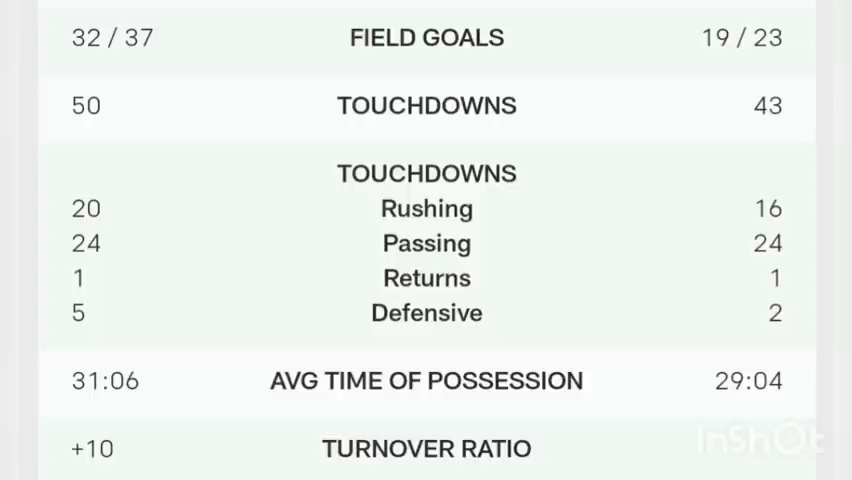 32 / 37 FIELD GOALS 19 / 23
50 TOUCHDOWNS 43
TOUCHDOWNS
20 Rushing 16
24 Passing 24
1 Returns 1
5 Defensive 2
31:06 AVG TIME OF POSSESSION 29:04
+10 TURNOVER RATIO
InShOt